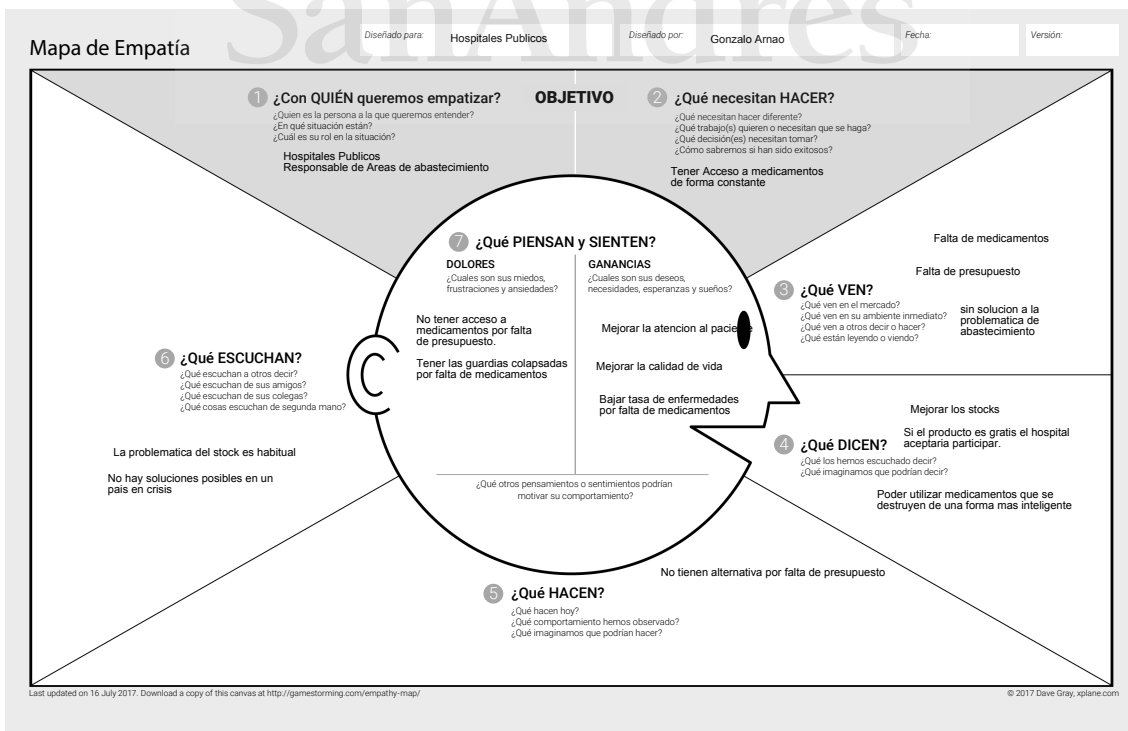 SanAndres
Mapa de Empatía
Diseñado para:
Hospitales Publicos
Diseñado por:
Gonzalo Arnao
Fecha:
Versión:
1 ¿Con QUIÉN queremos empatizar?
¿Quien es la persona a la que queremos entender?
¿En qué situación están?
¿Cuál es su rol en la situación?
Hospitales Publicos
Responsable de Areas de abastecimiento
OBJETIVO
2 ¿Qué necesitan HACER?
¿Qué necesitan hacer diferente?
¿Qué trabajo(s) quieren o necesitan que se haga?
¿Qué decisión(es) necesitan tomar?
¿Cómo sabremos si han sido exitosos?
Tener Acceso a medicamentos
de forma constante
Falta de medicamentos
Falta de presupuesto
3 ¿Qué VEN?
¿Qué ven en el mercado?
¿Qué ven en su ambiente inmediato?
¿Qué ven a otros decir o hacer?
¿Qué están leyendo o viendo?
sin solucion a la
problematica de
abastecimiento
Mejorar los stocks
Si el producto es gratis el hospital
aceptaria participar.
4 ¿Qué DICEN?
¿Qué los hemos escuchado decir?
¿Qué imaginamos que podrían decir?
Poder utilizar medicamentos que se
destruyen de una forma mas inteligente
No tienen alternativa por falta de presupuesto
5 ¿Qué HACEN?
¿Qué hacen hoy?
¿Qué comportamiento hemos observado?
¿Qué imaginamos que podrían hacer?
6 ¿Qué ESCUCHAN?
¿Qué escuchan a otros decir?
¿Qué escuchan de sus amigos?
¿Qué escuchan de sus colegas?
¿Qué cosas escuchan de segunda mano?
La problematica del stock es habitual
No hay soluciones posibles en un
pais en crisis
7 ¿Qué PIENSAN y SIENTEN?
DOLORES
¿Cuales son sus miedos,
frustraciones y ansiedades?
No tener acceso a
medicamentos por falta
de presupuesto.
Tener las guardias colapsadas
por falta de medicamentos
GANANCIAS
¿Cuales son sus deseos,
necesidades, esperanzas y sueños?
Mejorar la atencion al paciente
Mejorar la calidad de vida
Bajar tasa de enfermedades
por falta de medicamentos
¿Qué otros pensamientos o sentimientos podrían
motivar su comportamiento?
Last updated on 16 July 2017. Download a copy of this canvas at http://gamestorming.com/empathy-map/
© 2017 Dave Gray, xplane.com